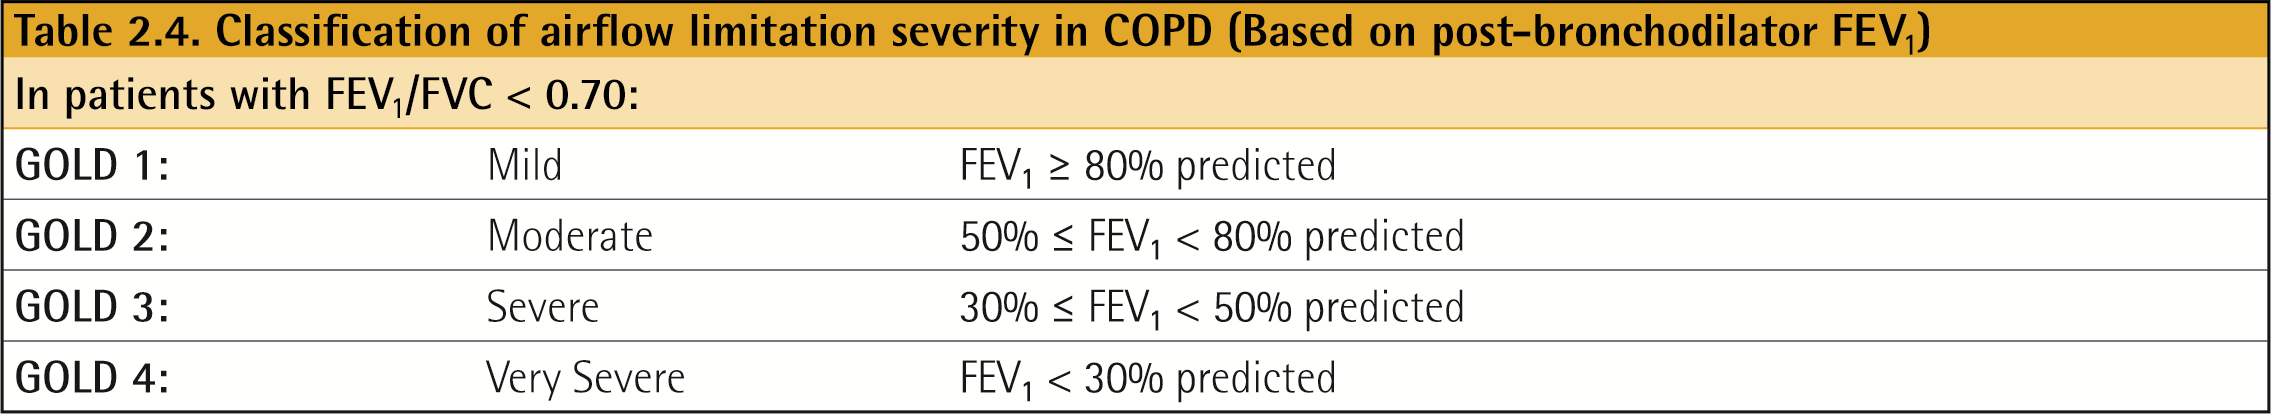 Table 2.4. Classification of airflow limitation severity in COPD (Based on post-bronchodilator FEV₁)
In patients with FEV₁/FVC < 0.70:
GOLD 1: Mild FEV₁ ≥ 80% predicted
GOLD 2: Moderate 50% ≤ FEV₁ < 80% predicted
GOLD 3: Severe 30% ≤ FEV₁ < 50% predicted
GOLD 4: Very Severe FEV₁ < 30% predicted